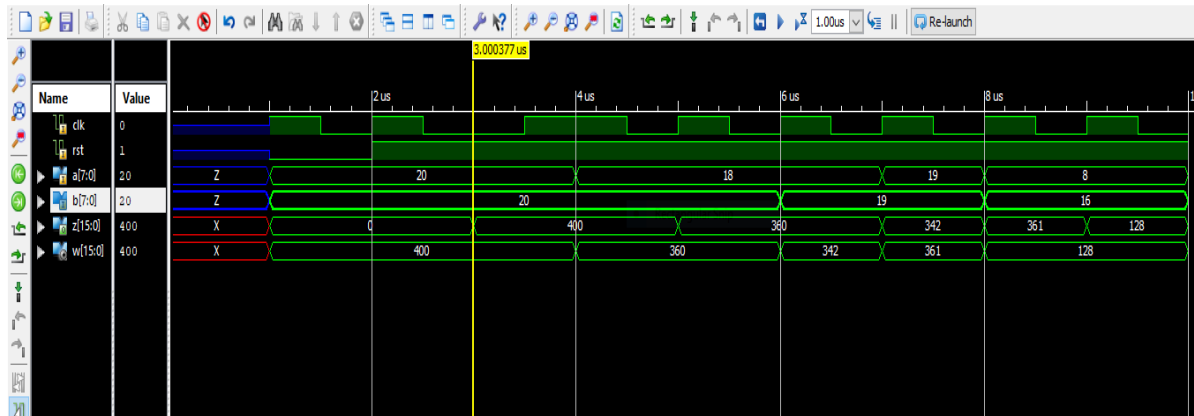 1.00us Re-launch
3.000377 us
Name Value 2 us 4 us 6 us 8 us 1
clk 0
rst 1
a[7:0] 20 Z 20 18 19 8
b[7:0] 20 Z 20 19 16
z[15:0] 400 X 0 400 360 342 361 128
w[15:0] 400 X 400 360 342 361 128